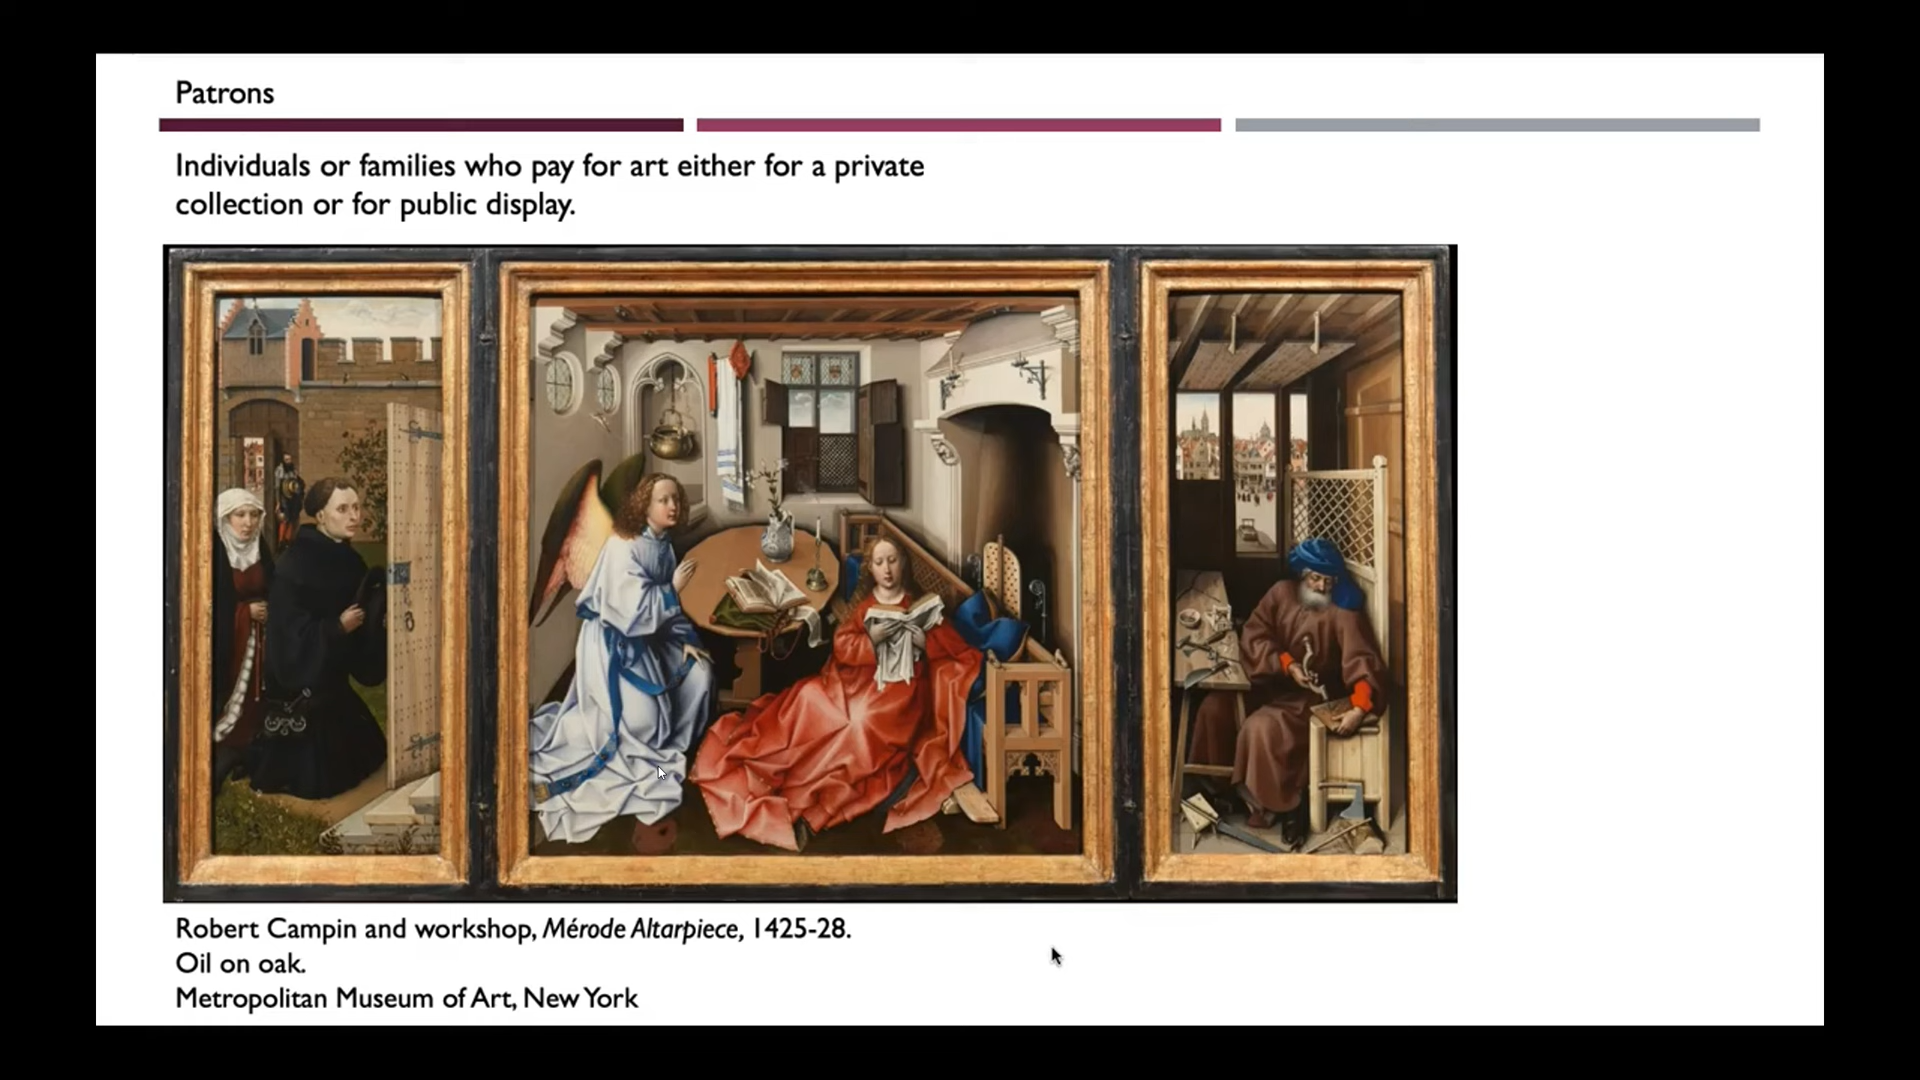 Patrons
Individuals or families who pay for art either for a private
collection or for public display.
Robert Campin and workshop, Mérode Altarpiece, 1425-28.
Oil on oak.
Metropolitan Museum of Art, New York